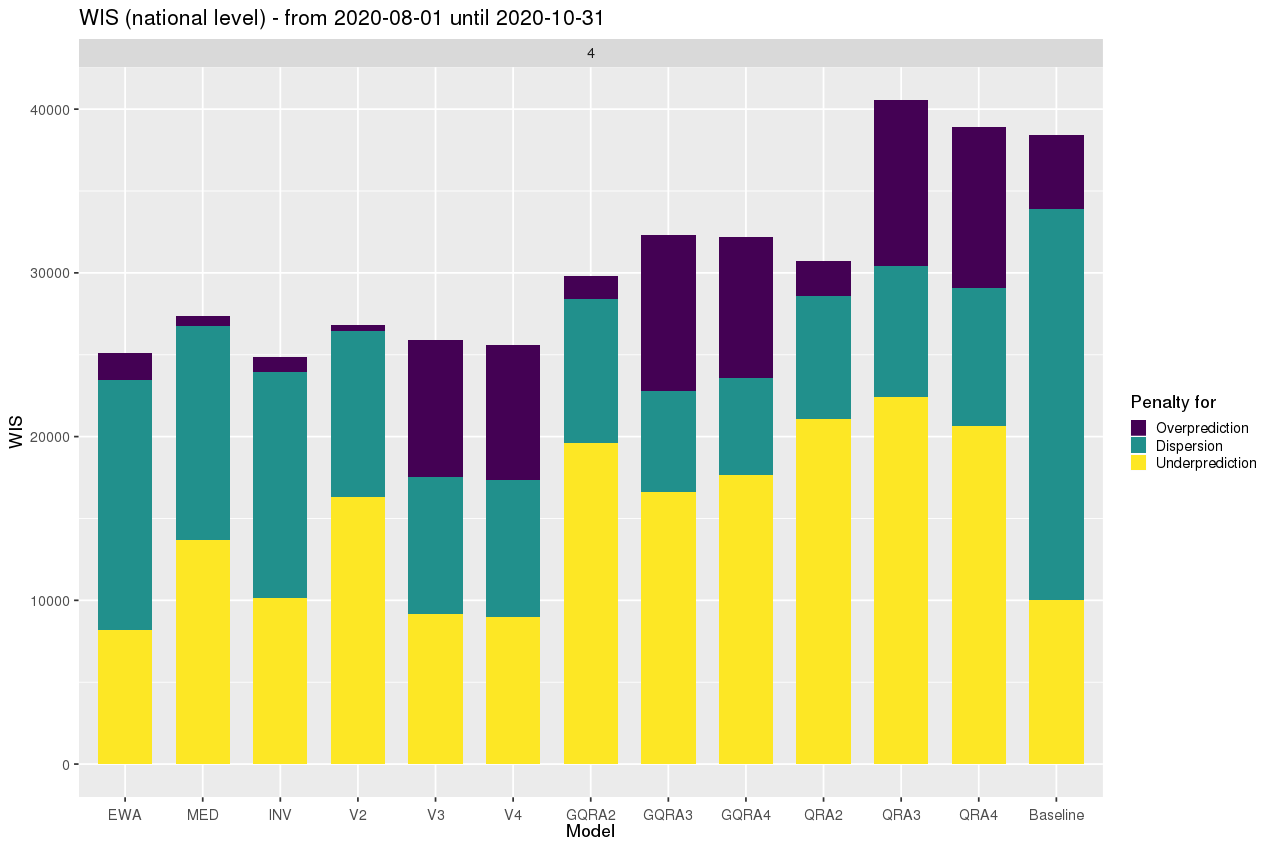 WIS (national level) - from 2020-08-01 until 2020-10-31
4
40000
30000
20000
10000
0
WIS
EWA MED INV V2 V3 V4 GQRA2 GQRA3 GQRA4 QRA2 QRA3 QRA4 Baseline
Model
Penalty for
Overprediction
Dispersion
Underprediction